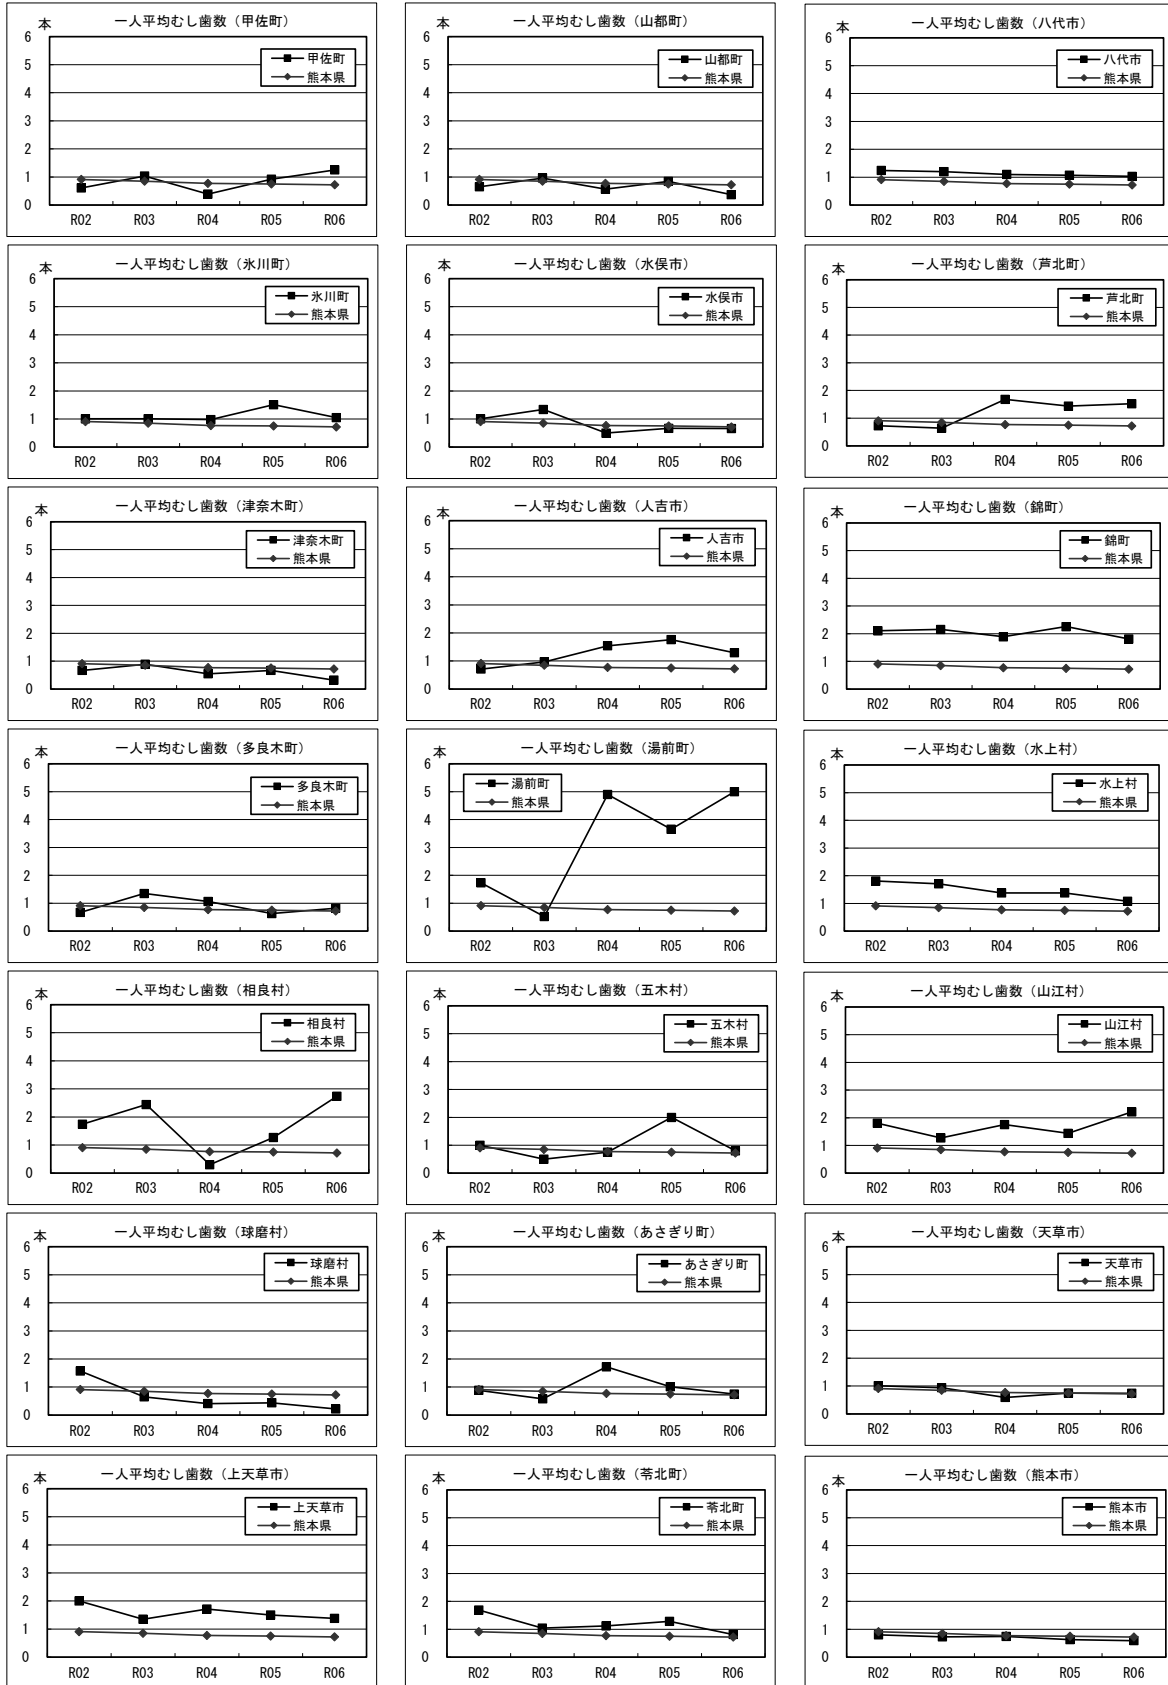 一人平均むし歯数（甲佐町）
本
6
5
4
3
2
1
0
甲佐町
熊本県
R02 R03 R04 R05 R06
一人平均むし歯数（山都町）
本
6
5
4
3
2
1
0
山都町
熊本県
R02 R03 R04 R05 R06
一人平均むし歯数（八代市）
本
6
5
4
3
2
1
0
八代市
熊本県
R02 R03 R04 R05 R06
一人平均むし歯数（氷川町）
本
6
5
4
3
2
1
0
氷川町
熊本県
R02 R03 R04 R05 R06
一人平均むし歯数（水俣市）
本
6
5
4
3
2
1
0
水俣市
熊本県
R02 R03 R04 R05 R06
一人平均むし歯数（芦北町）
本
6
5
4
3
2
1
0
芦北町
熊本県
R02 R03 R04 R05 R06
一人平均むし歯数（津奈木町）
本
6
5
4
3
2
1
0
津奈木町
熊本県
R02 R03 R04 R05 R06
一人平均むし歯数（人吉市）
本
6
5
4
3
2
1
0
人吉市
熊本県
R02 R03 R04 R05 R06
一人平均むし歯数（錦町）
本
6
5
4
3
2
1
0
錦町
熊本県
R02 R03 R04 R05 R06
一人平均むし歯数（多良木町）
本
6
5
4
3
2
1
0
多良木町
熊本県
R02 R03 R04 R05 R06
一人平均むし歯数（湯前町）
本
6
5
4
3
2
1
0
湯前町
熊本県
R02 R03 R04 R05 R06
一人平均むし歯数（水上村）
本
6
5
4
3
2
1
0
水上村
熊本県
R02 R03 R04 R05 R06
一人平均むし歯数（相良村）
本
6
5
4
3
2
1
0
相良村
熊本県
R02 R03 R04 R05 R06
一人平均むし歯数（五木村）
本
6
5
4
3
2
1
0
五木村
熊本県
R02 R03 R04 R05 R06
一人平均むし歯数（山江村）
本
6
5
4
3
2
1
0
山江村
熊本県
R02 R03 R04 R05 R06
一人平均むし歯数（球磨村）
本
6
5
4
3
2
1
0
球磨村
熊本県
R02 R03 R04 R05 R06
一人平均むし歯数（あさぎり町）
本
6
5
4
3
2
1
0
あさぎり町
熊本県
R02 R03 R04 R05 R06
一人平均むし歯数（天草市）
本
6
5
4
3
2
1
0
天草市
熊本県
R02 R03 R04 R05 R06
一人平均むし歯数（上天草市）
本
6
5
4
3
2
1
0
上天草市
熊本県
R02 R03 R04 R05 R06
一人平均むし歯数（苓北町）
本
6
5
4
3
2
1
0
苓北町
熊本県
R02 R03 R04 R05 R06
一人平均むし歯数（熊本市）
本
6
5
4
3
2
1
0
熊本市
熊本県
R02 R03 R04 R05 R06